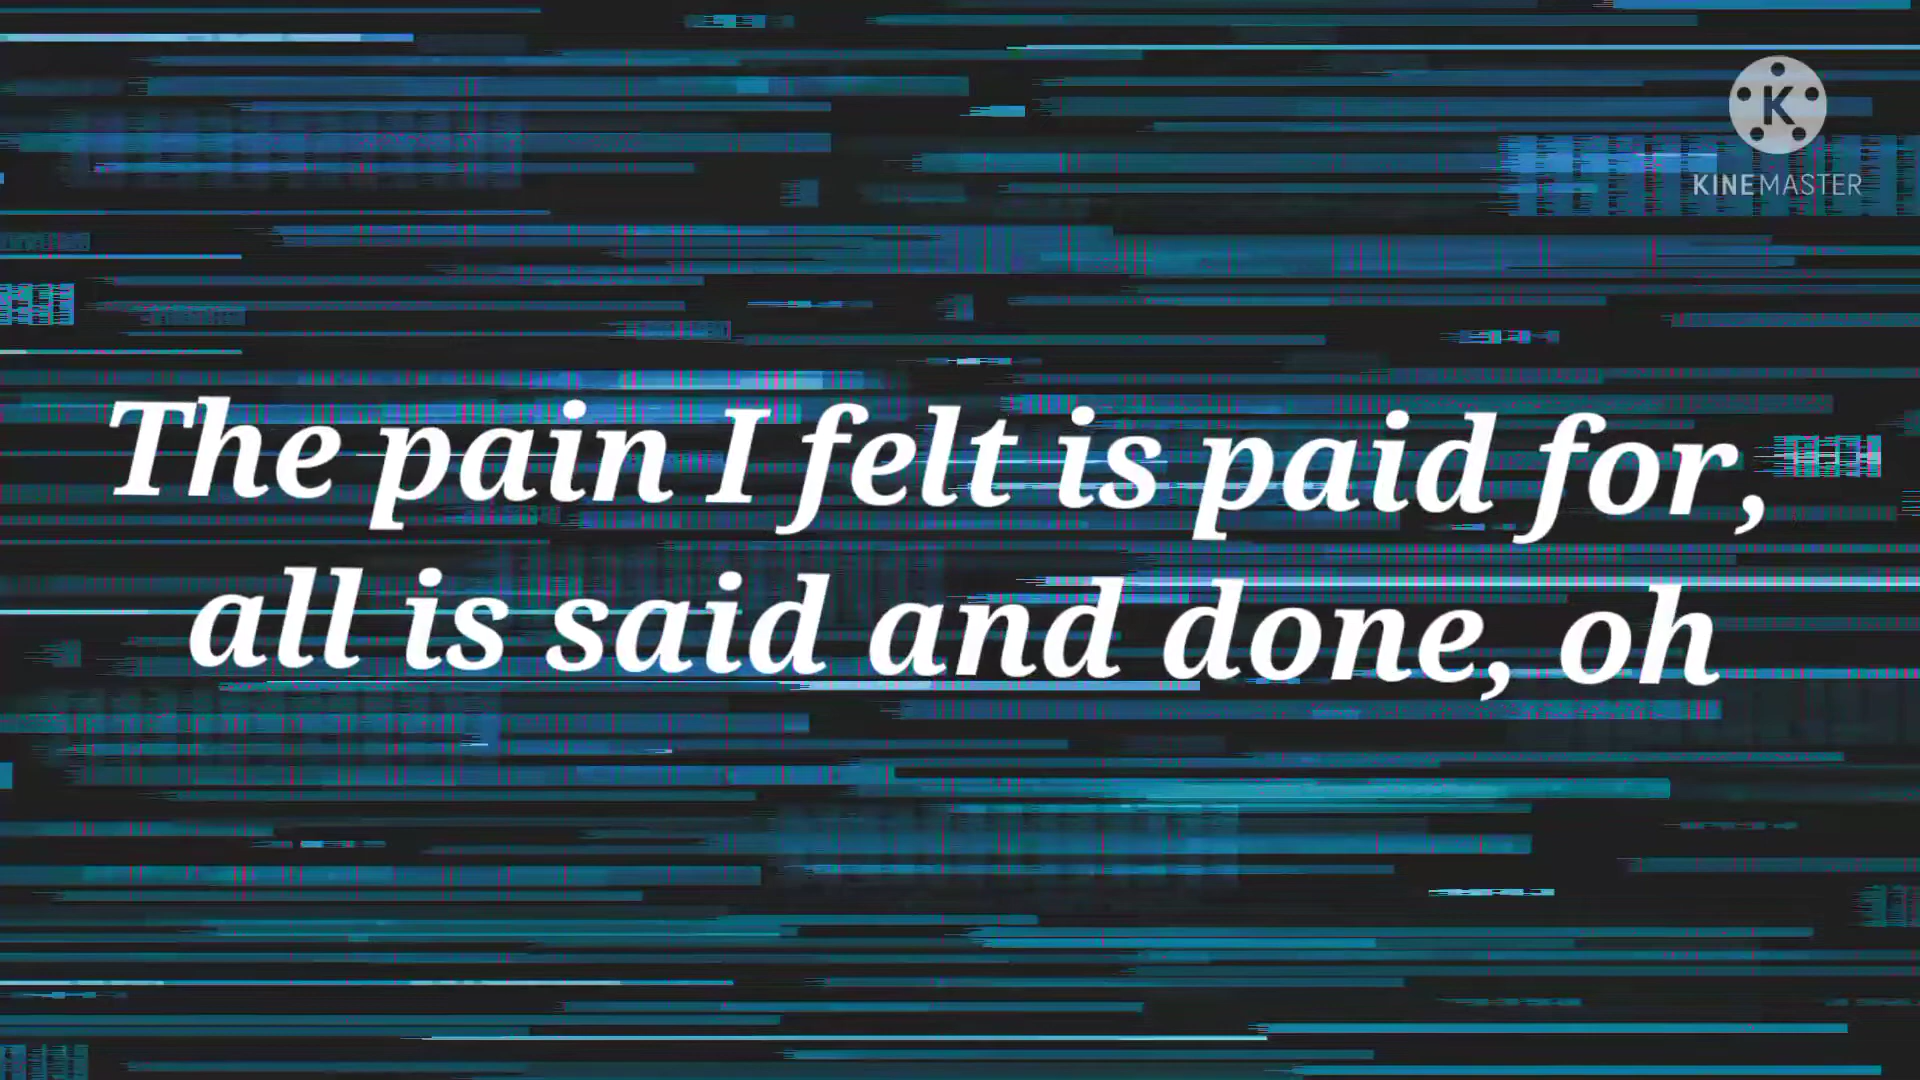 K
KINEMASTER
The pain I felt is paid for,
all is said and done, oh